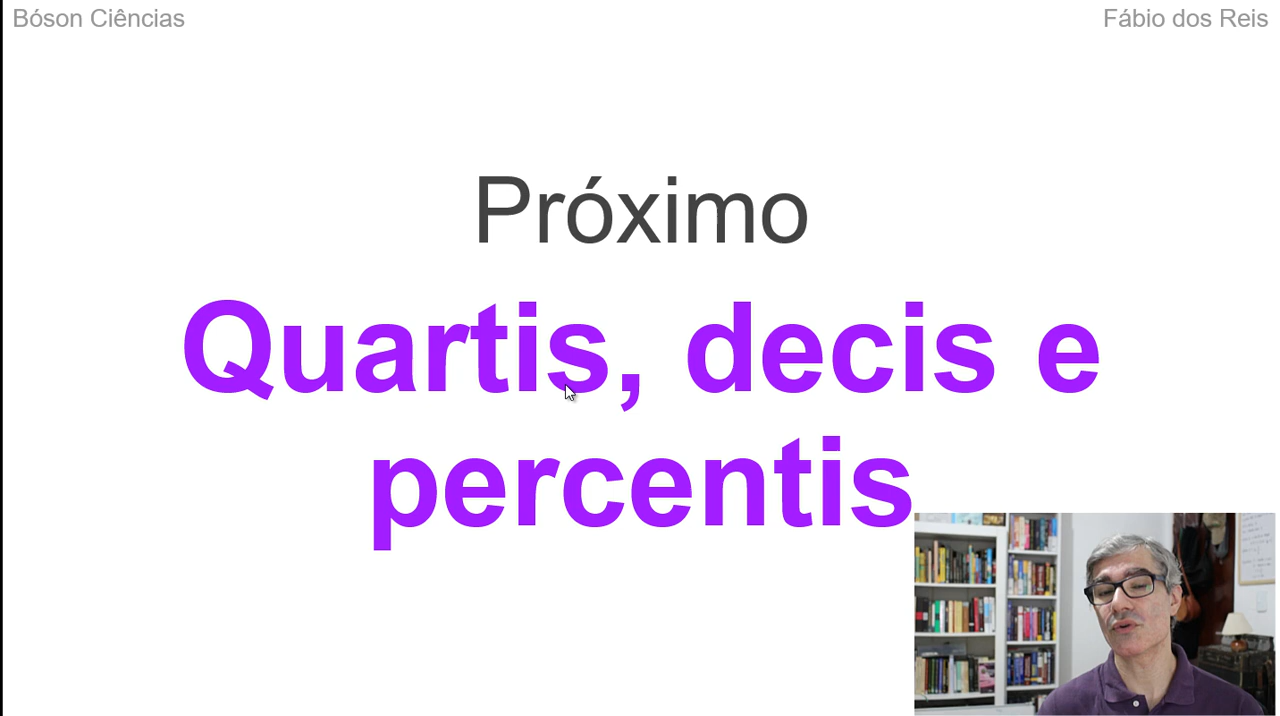 Bóson Ciências
Fábio dos Reis
Próximo
Quartis, decis e
percentis